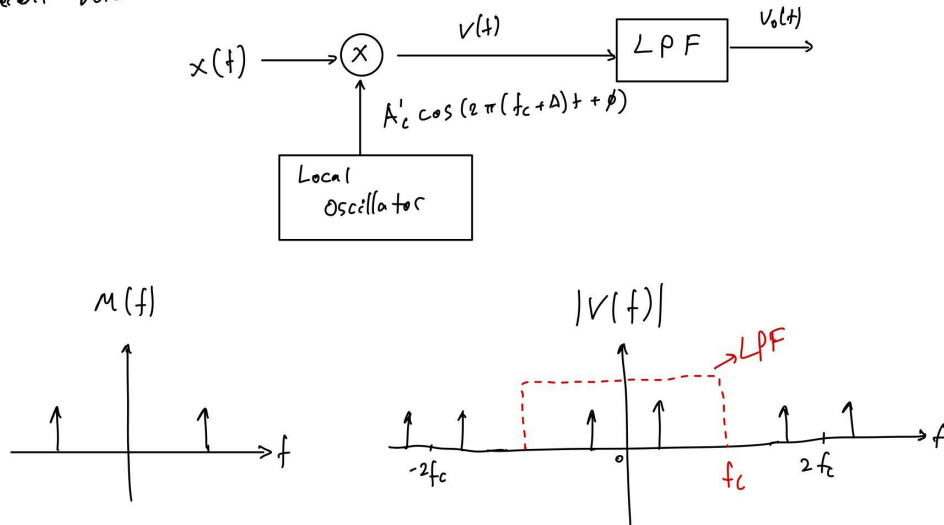 x(t)
×
V(t)
LPF
V₀(t)
A'c cos(2π(fc+Δ)t+φ)
Local
Oscillator
M(f)
f
|V(f)|
LPF
-2fc
0
fc
2fc
f